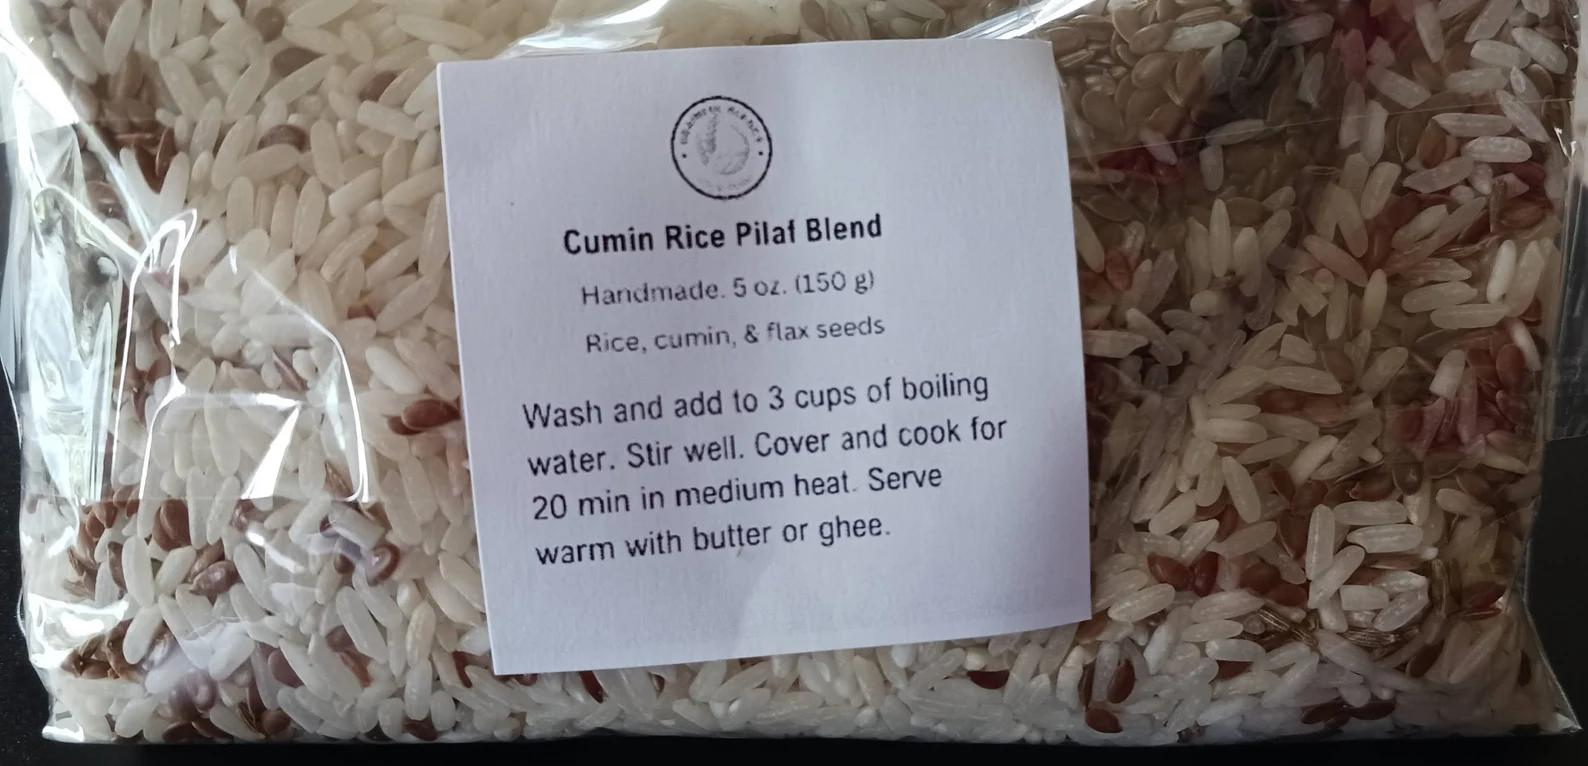 Cumin Rice Pilaf Blend
Handmade. 5 oz. (150 g)
Rice, cumin, & flax seeds
Wash and add to 3 cups of boiling
water. Stir well. Cover and cook for
20 min in medium heat. Serve
warm with butter or ghee.